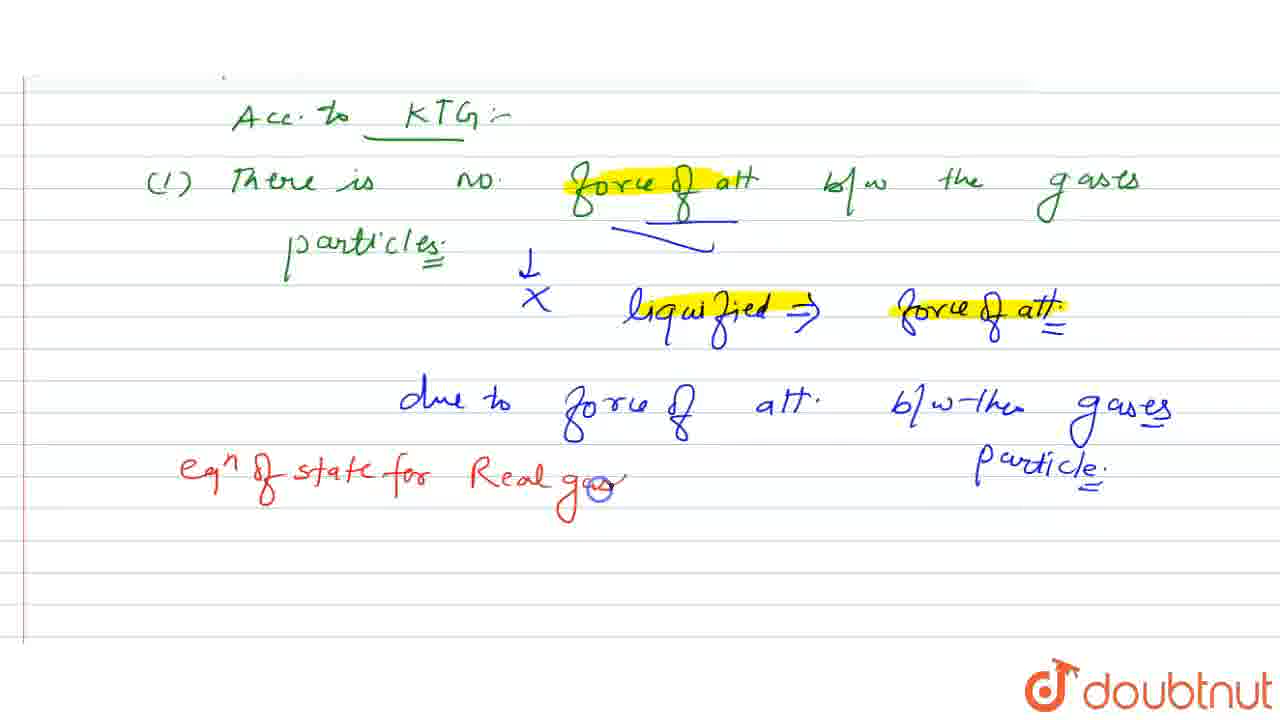 Acc. to KTG :-
(1) There is no. force of att b/w the gases
particles.
↓
X liquified ⇒ force of att.
due to force of att. b/w the gases
particle.
eqn of state for Real gas
doubtnut